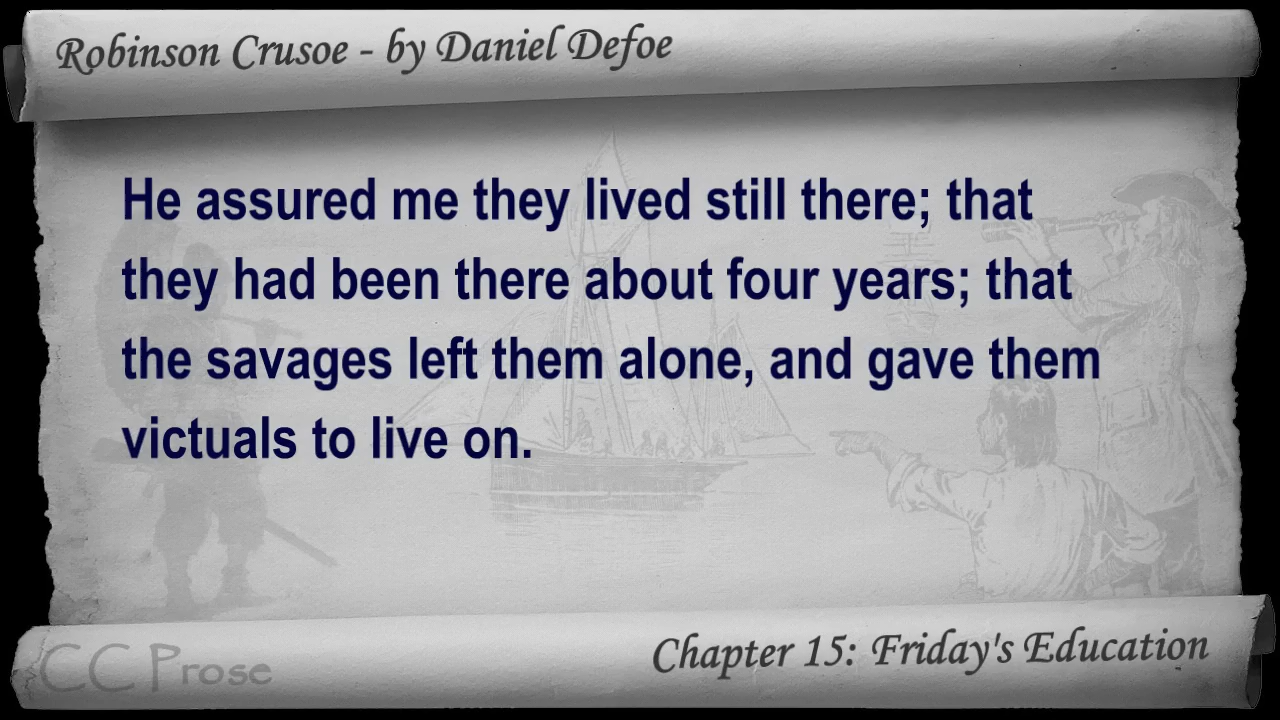 Robinson Crusoe - by Daniel Defoe
He assured me they lived still there; that
they had been there about four years; that
the savages left them alone, and gave them
victuals to live on.
Chapter 15: Friday's Education
CC Prose